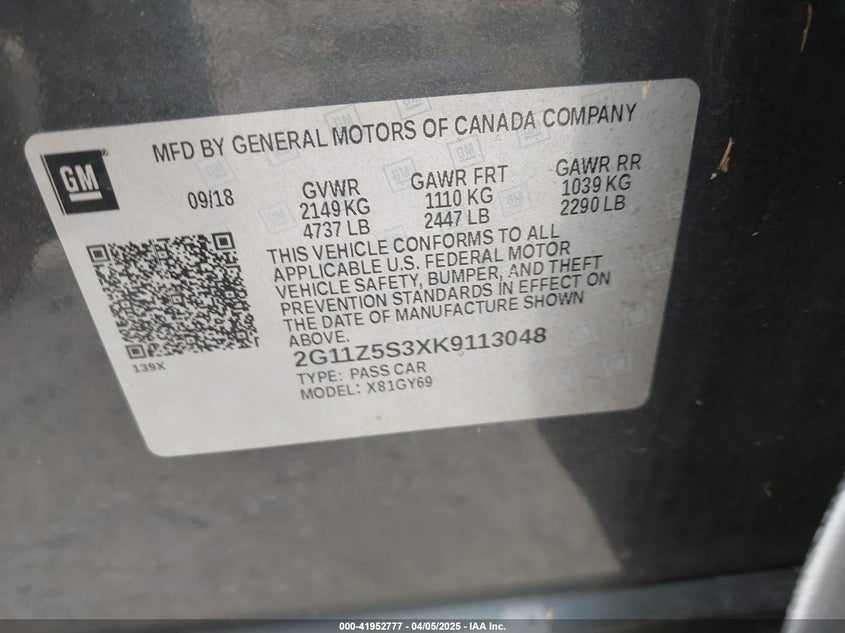 MFD BY GENERAL MOTORS OF CANADA COMPANY
GM
09/18
GVWR
2149 KG
4737 LB
GAWR FRT
1110 KG
2447 LB
GAWR RR
1039 KG
2290 LB
THIS VEHICLE CONFORMS TO ALL
APPLICABLE U.S. FEDERAL MOTOR
VEHICLE SAFETY, BUMPER, AND THEFT
PREVENTION STANDARDS IN EFFECT ON
THE DATE OF MANUFACTURE SHOWN
ABOVE.
139X
2G11Z5S3XK9113048
TYPE: PASS CAR
MODEL: X81GY69
000-41952777 - 04/05/2025 - IAA Inc.